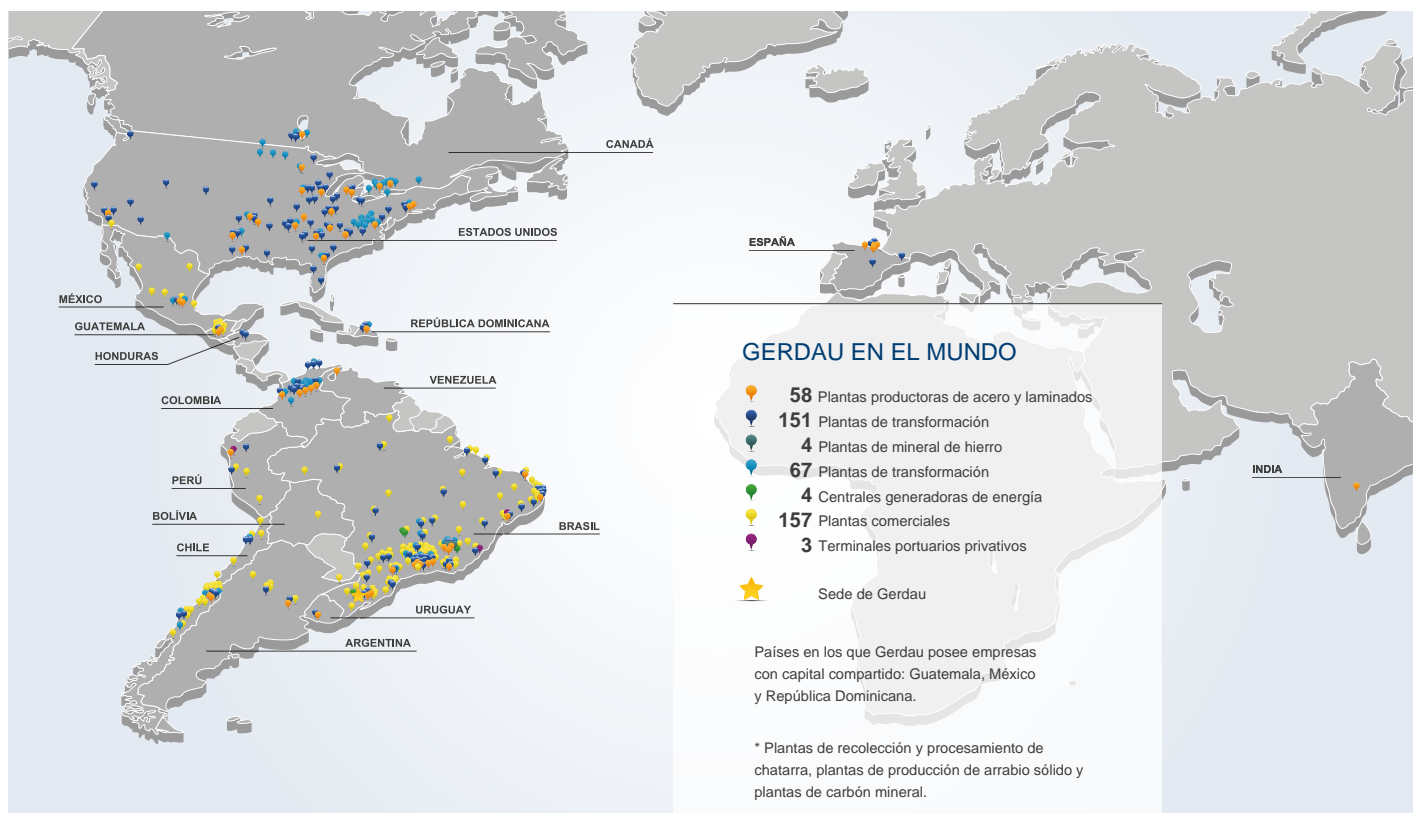 CANADÁ
ESTADOS UNIDOS
ESPAÑA
MÉXICO
GUATEMALA
REPÚBLICA DOMINICANA
HONDURAS
VENEZUELA
COLOMBIA
PERÚ
INDIA
BOLÍVIA
BRASIL
CHILE
URUGUAY
ARGENTINA
GERDAU EN EL MUNDO
58 Plantas productoras de acero y laminados
151 Plantas de transformación
4 Plantas de mineral de hierro
67 Plantas de transformación
4 Centrales generadoras de energía
157 Plantas comerciales
3 Terminales portuarios privativos
Sede de Gerdau
Países en los que Gerdau posee empresas
con capital compartido: Guatemala, México
y República Dominicana.
* Plantas de recolección y procesamiento de
chatarra, plantas de producción de arrabio sólido y
plantas de carbón mineral.